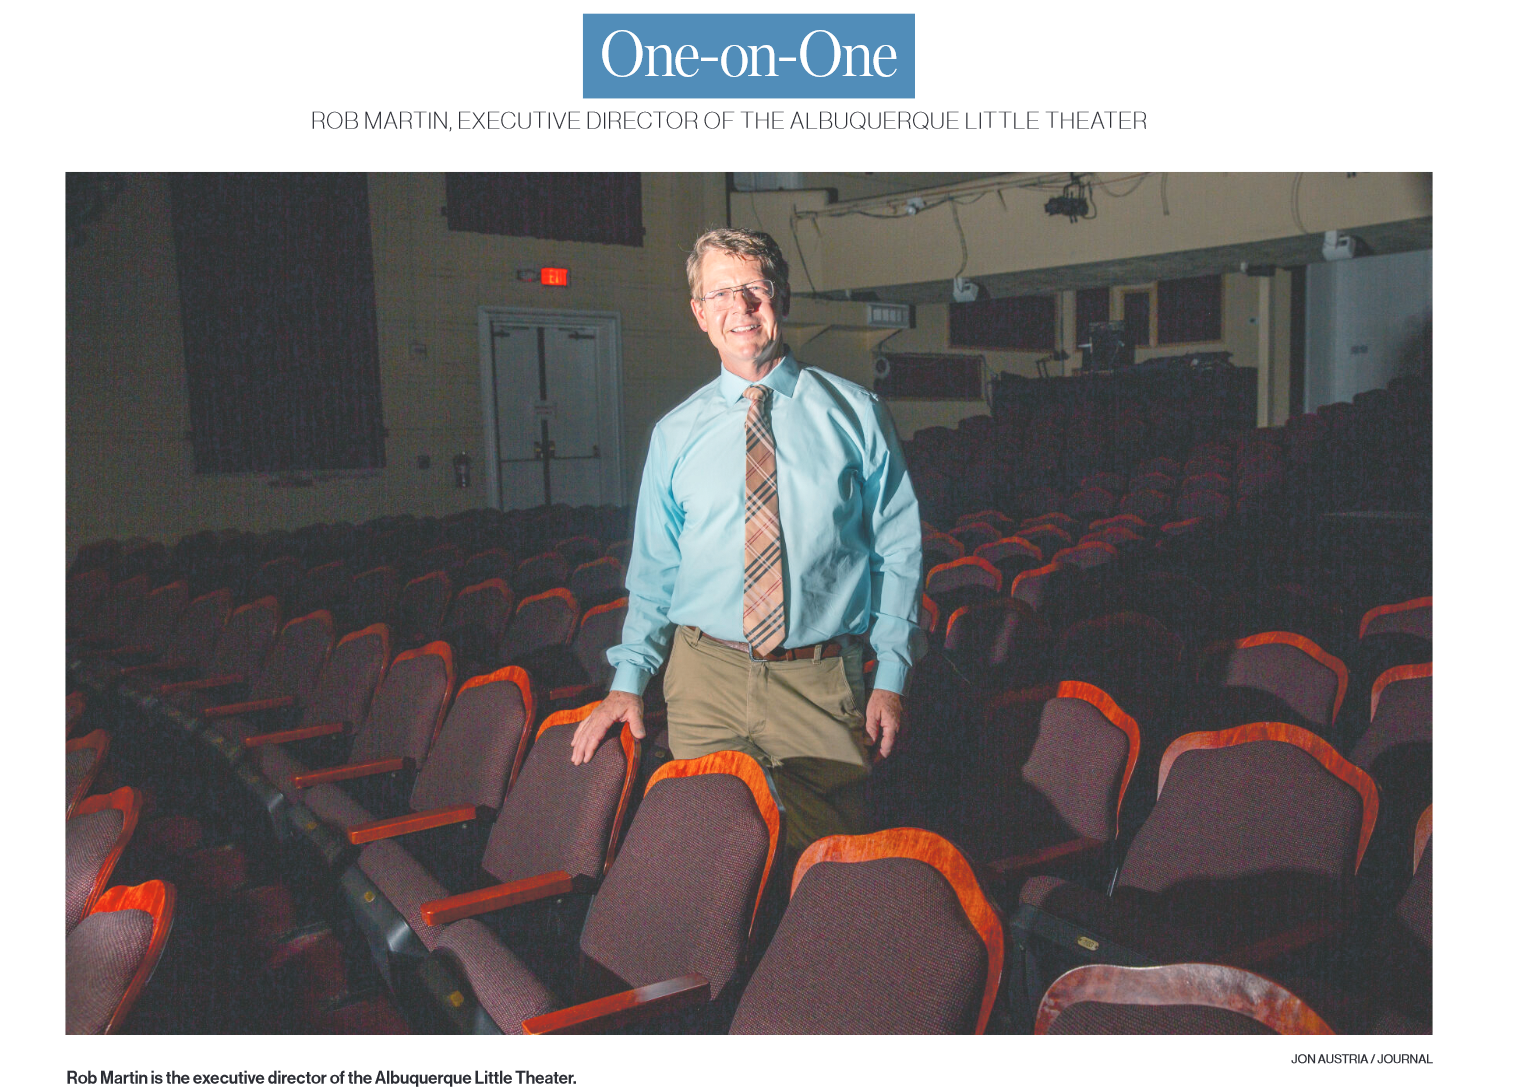 One-on-One
ROB MARTIN, EXECUTIVE DIRECTOR OF THE ALBUQUERQUE LITTLE THEATER
JON AUSTRIA / JOURNAL
Rob Martin is the executive director of the Albuquerque Little Theater.